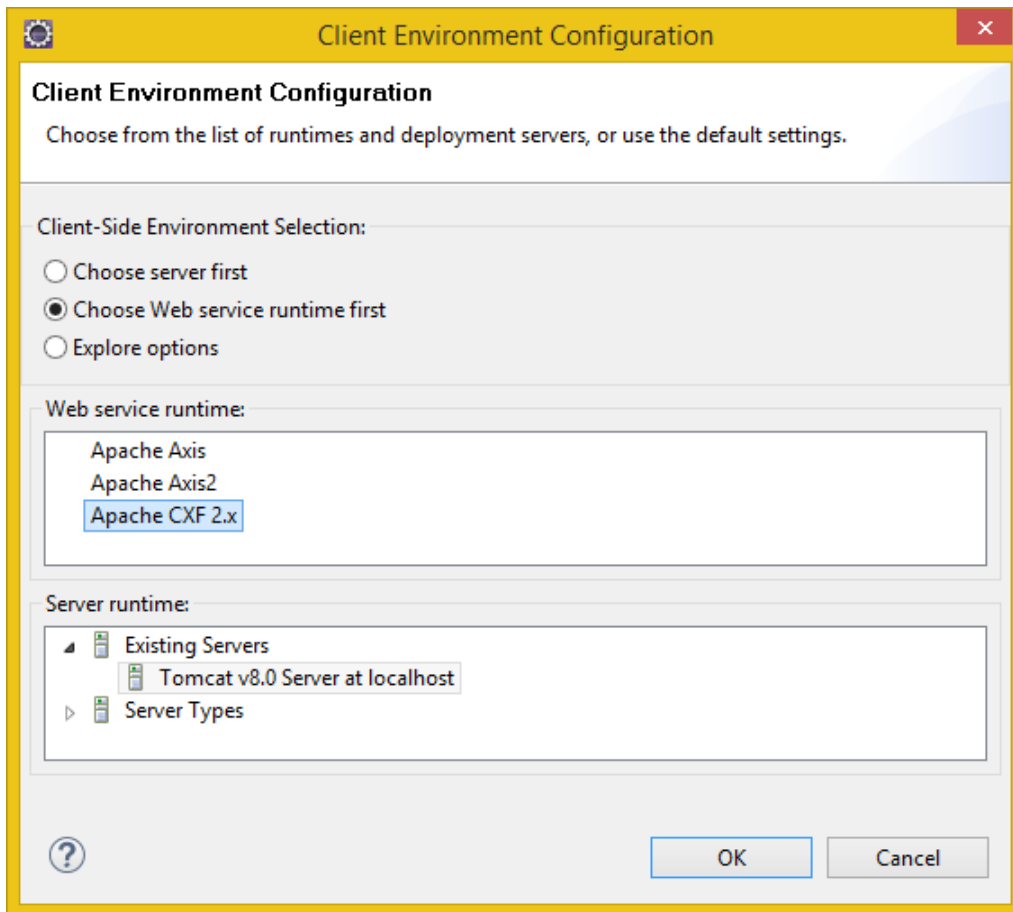 Client Environment Configuration
Client Environment Configuration
Choose from the list of runtimes and deployment servers, or use the default settings.
Client-Side Environment Selection:
Choose server first
Choose Web service runtime first
Explore options
Web service runtime:
Apache Axis
Apache Axis2
Apache CXF 2.x
Server runtime:
Existing Servers
Tomcat v8.0 Server at localhost
Server Types
OK
Cancel